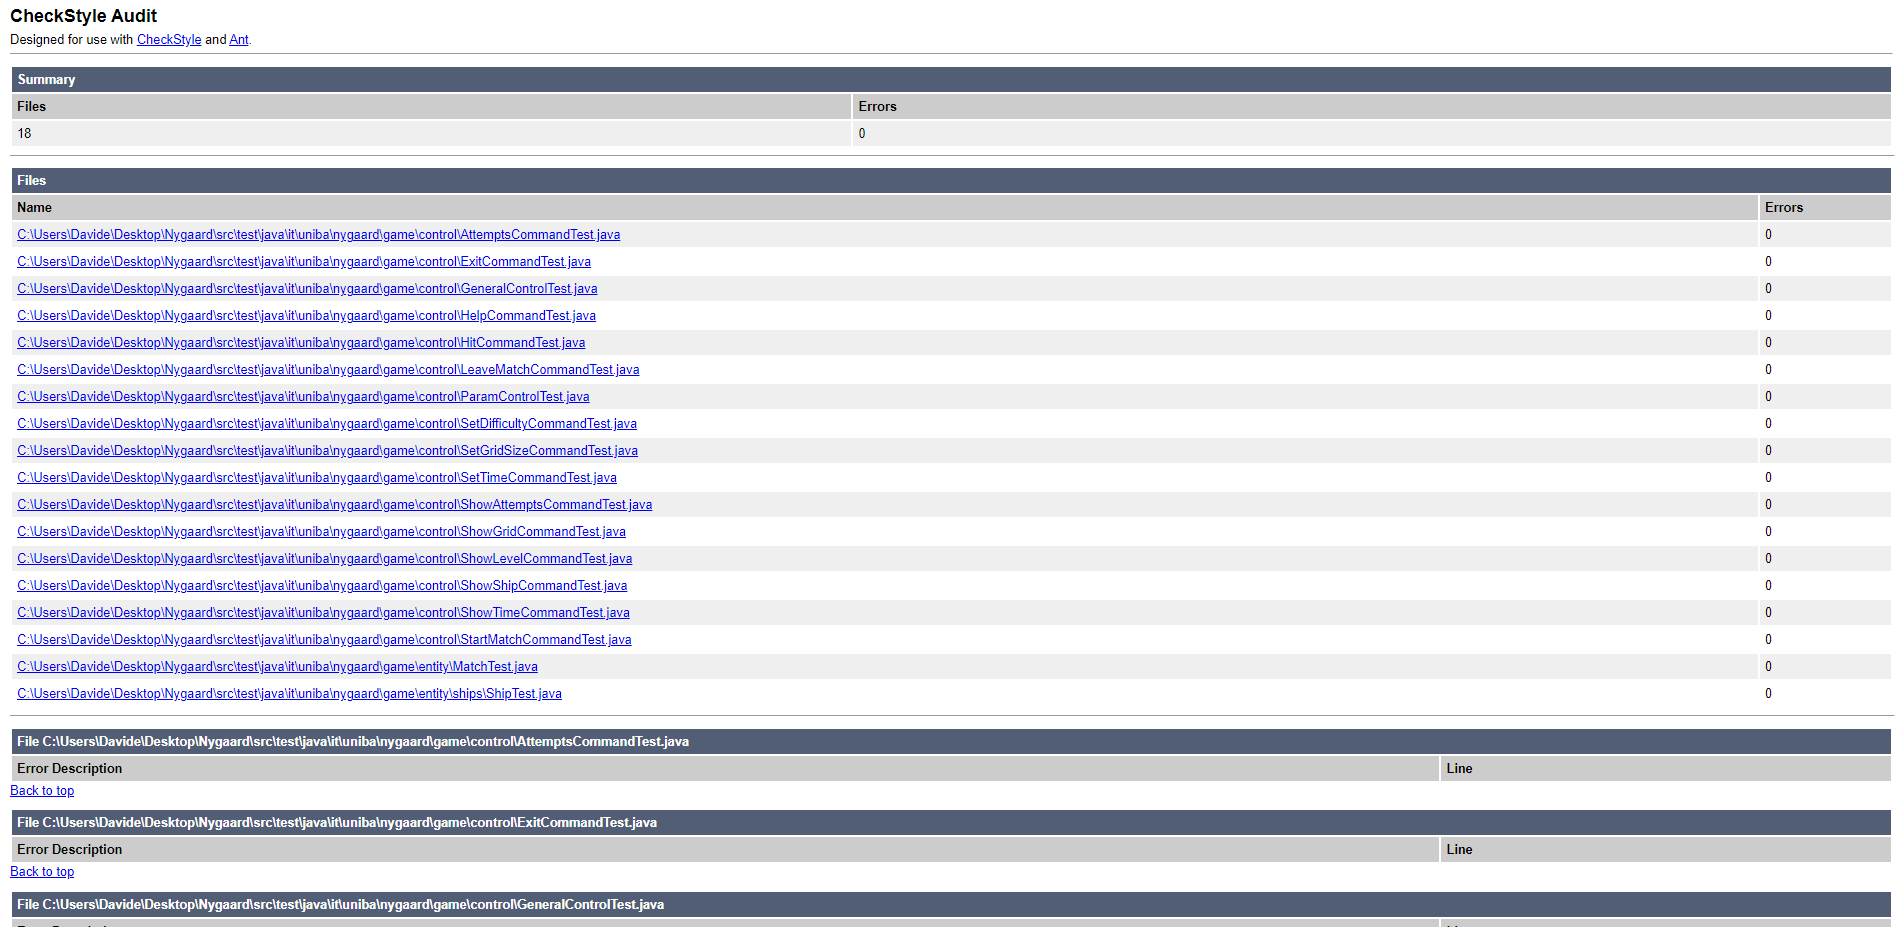 CheckStyle Audit
Designed for use with CheckStyle and Ant.
Summary
Files Errors
18 0
Files
Name Errors
C:\Users\Davide\Desktop\Nygaard\src\test\java\it\uniba\nygaard\game\control\AttemptsCommandTest.java 0
C:\Users\Davide\Desktop\Nygaard\src\test\java\it\uniba\nygaard\game\control\ExitCommandTest.java 0
C:\Users\Davide\Desktop\Nygaard\src\test\java\it\uniba\nygaard\game\control\GeneralControlTest.java 0
C:\Users\Davide\Desktop\Nygaard\src\test\java\it\uniba\nygaard\game\control\HelpCommandTest.java 0
C:\Users\Davide\Desktop\Nygaard\src\test\java\it\uniba\nygaard\game\control\HitCommandTest.java 0
C:\Users\Davide\Desktop\Nygaard\src\test\java\it\uniba\nygaard\game\control\LeaveMatchCommandTest.java 0
C:\Users\Davide\Desktop\Nygaard\src\test\java\it\uniba\nygaard\game\control\ParamControlTest.java 0
C:\Users\Davide\Desktop\Nygaard\src\test\java\it\uniba\nygaard\game\control\SetDifficultyCommandTest.java 0
C:\Users\Davide\Desktop\Nygaard\src\test\java\it\uniba\nygaard\game\control\SetGridSizeCommandTest.java 0
C:\Users\Davide\Desktop\Nygaard\src\test\java\it\uniba\nygaard\game\control\SetTimeCommandTest.java 0
C:\Users\Davide\Desktop\Nygaard\src\test\java\it\uniba\nygaard\game\control\ShowAttemptsCommandTest.java 0
C:\Users\Davide\Desktop\Nygaard\src\test\java\it\uniba\nygaard\game\control\ShowGridCommandTest.java 0
C:\Users\Davide\Desktop\Nygaard\src\test\java\it\uniba\nygaard\game\control\ShowLevelCommandTest.java 0
C:\Users\Davide\Desktop\Nygaard\src\test\java\it\uniba\nygaard\game\control\ShowShipCommandTest.java 0
C:\Users\Davide\Desktop\Nygaard\src\test\java\it\uniba\nygaard\game\control\ShowTimeCommandTest.java 0
C:\Users\Davide\Desktop\Nygaard\src\test\java\it\uniba\nygaard\game\control\StartMatchCommandTest.java 0
C:\Users\Davide\Desktop\Nygaard\src\test\java\it\uniba\nygaard\game\entity\MatchTest.java 0
C:\Users\Davide\Desktop\Nygaard\src\test\java\it\uniba\nygaard\game\entity\ships\ShipTest.java 0
File C:\Users\Davide\Desktop\Nygaard\src\test\java\it\uniba\nygaard\game\control\AttemptsCommandTest.java
Error Description Line
Back to top
File C:\Users\Davide\Desktop\Nygaard\src\test\java\it\uniba\nygaard\game\control\ExitCommandTest.java
Error Description Line
Back to top
File C:\Users\Davide\Desktop\Nygaard\src\test\java\it\uniba\nygaard\game\control\GeneralControlTest.java